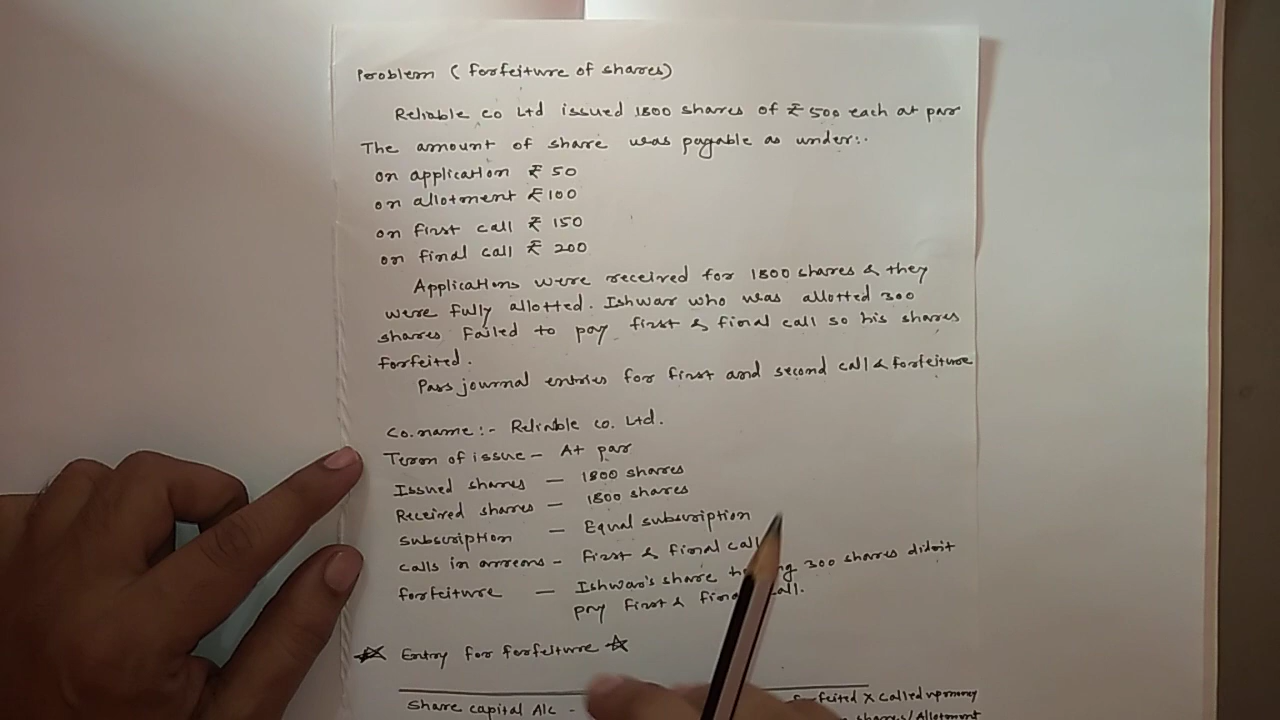 Problem (forfeiture of shares)
Reliable co Ltd issued 1800 shares of ₹ 500 each at par
The amount of share was payable as under:-
on application ₹ 50
on allotment ₹ 100
on first call ₹ 150
on final call ₹ 200
Applications were received for 1800 shares & they
were fully allotted. Ishwar who was allotted 300
shares failed to pay first & final call so his shares
forfeited.
Pass journal entries for first and second call & forfeiture
Co. name:- Reliable co. Ltd.
Term of issue - At par
Issued shares - 1800 shares
Received shares - 1800 shares
Subscription - Equal subscription
calls in arrears - First & final call
forfeiture - Ishwar's share 300 shares didn't
pay first &
Entry for forfeiture
Share capital A/c - forfeited X called up money
shares/Allotment